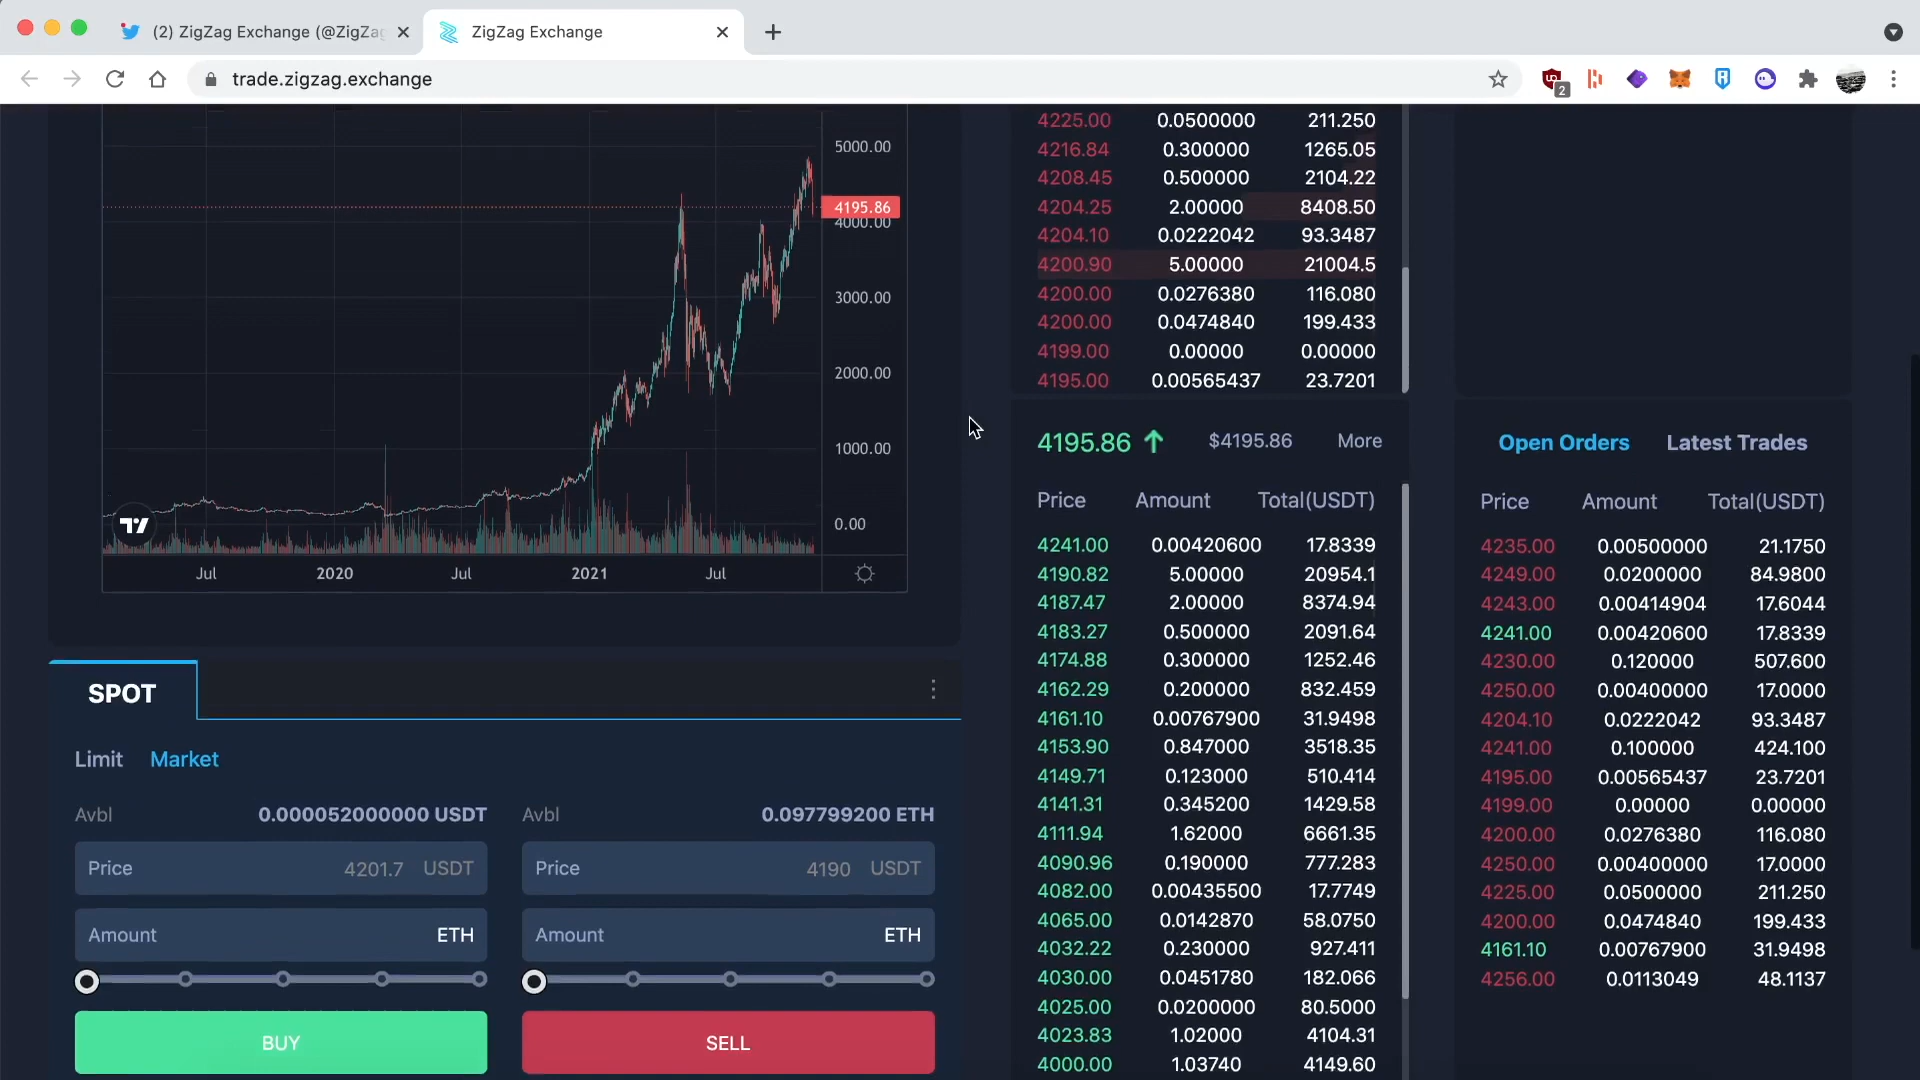 (2) ZigZag Exchange (@ZigZag
ZigZag Exchange
trade.zigzag.exchange
2
5000.00
4195.86
4000.00
3000.00
2000.00
1000.00
0.00
Jul 2020 Jul 2021 Jul
4225.00 0.0500000 211.250
4216.84 0.300000 1265.05
4208.45 0.500000 2104.22
4204.25 2.00000 8408.50
4204.10 0.0222042 93.3487
4200.90 5.00000 21004.5
4200.00 0.0276380 116.080
4200.00 0.0474840 199.433
4199.00 0.00000 0.00000
4195.00 0.00565437 23.7201
4195.86 $4195.86 More
Price Amount Total(USDT)
4241.00 0.00420600 17.8339
4190.82 5.00000 20954.1
4187.47 2.00000 8374.94
4183.27 0.500000 2091.64
4174.88 0.300000 1252.46
4162.29 0.200000 832.459
4161.10 0.00767900 31.9498
4153.90 0.847000 3518.35
4149.71 0.123000 510.414
4141.31 0.345200 1429.58
4111.94 1.62000 6661.35
4090.96 0.190000 777.283
4082.00 0.00435500 17.7749
4065.00 0.0142870 58.0750
4032.22 0.230000 927.411
4030.00 0.0451780 182.066
4025.00 0.0200000 80.5000
4023.83 1.02000 4104.31
4000.00 1.03740 4149.60
Open Orders Latest Trades
Price Amount Total(USDT)
4235.00 0.00500000 21.1750
4249.00 0.0200000 84.9800
4243.00 0.00414904 17.6044
4241.00 0.00420600 17.8339
4230.00 0.120000 507.600
4250.00 0.00400000 17.0000
4204.10 0.0222042 93.3487
4241.00 0.100000 424.100
4195.00 0.00565437 23.7201
4199.00 0.00000 0.00000
4200.00 0.0276380 116.080
4250.00 0.00400000 17.0000
4225.00 0.0500000 211.250
4200.00 0.0474840 199.433
4161.10 0.00767900 31.9498
4256.00 0.0113049 48.1137
SPOT
Limit Market
Avbl 0.000052000000 USDT
Price 4201.7 USDT
Amount ETH
BUY
Avbl 0.097799200 ETH
Price 4190 USDT
Amount ETH
SELL